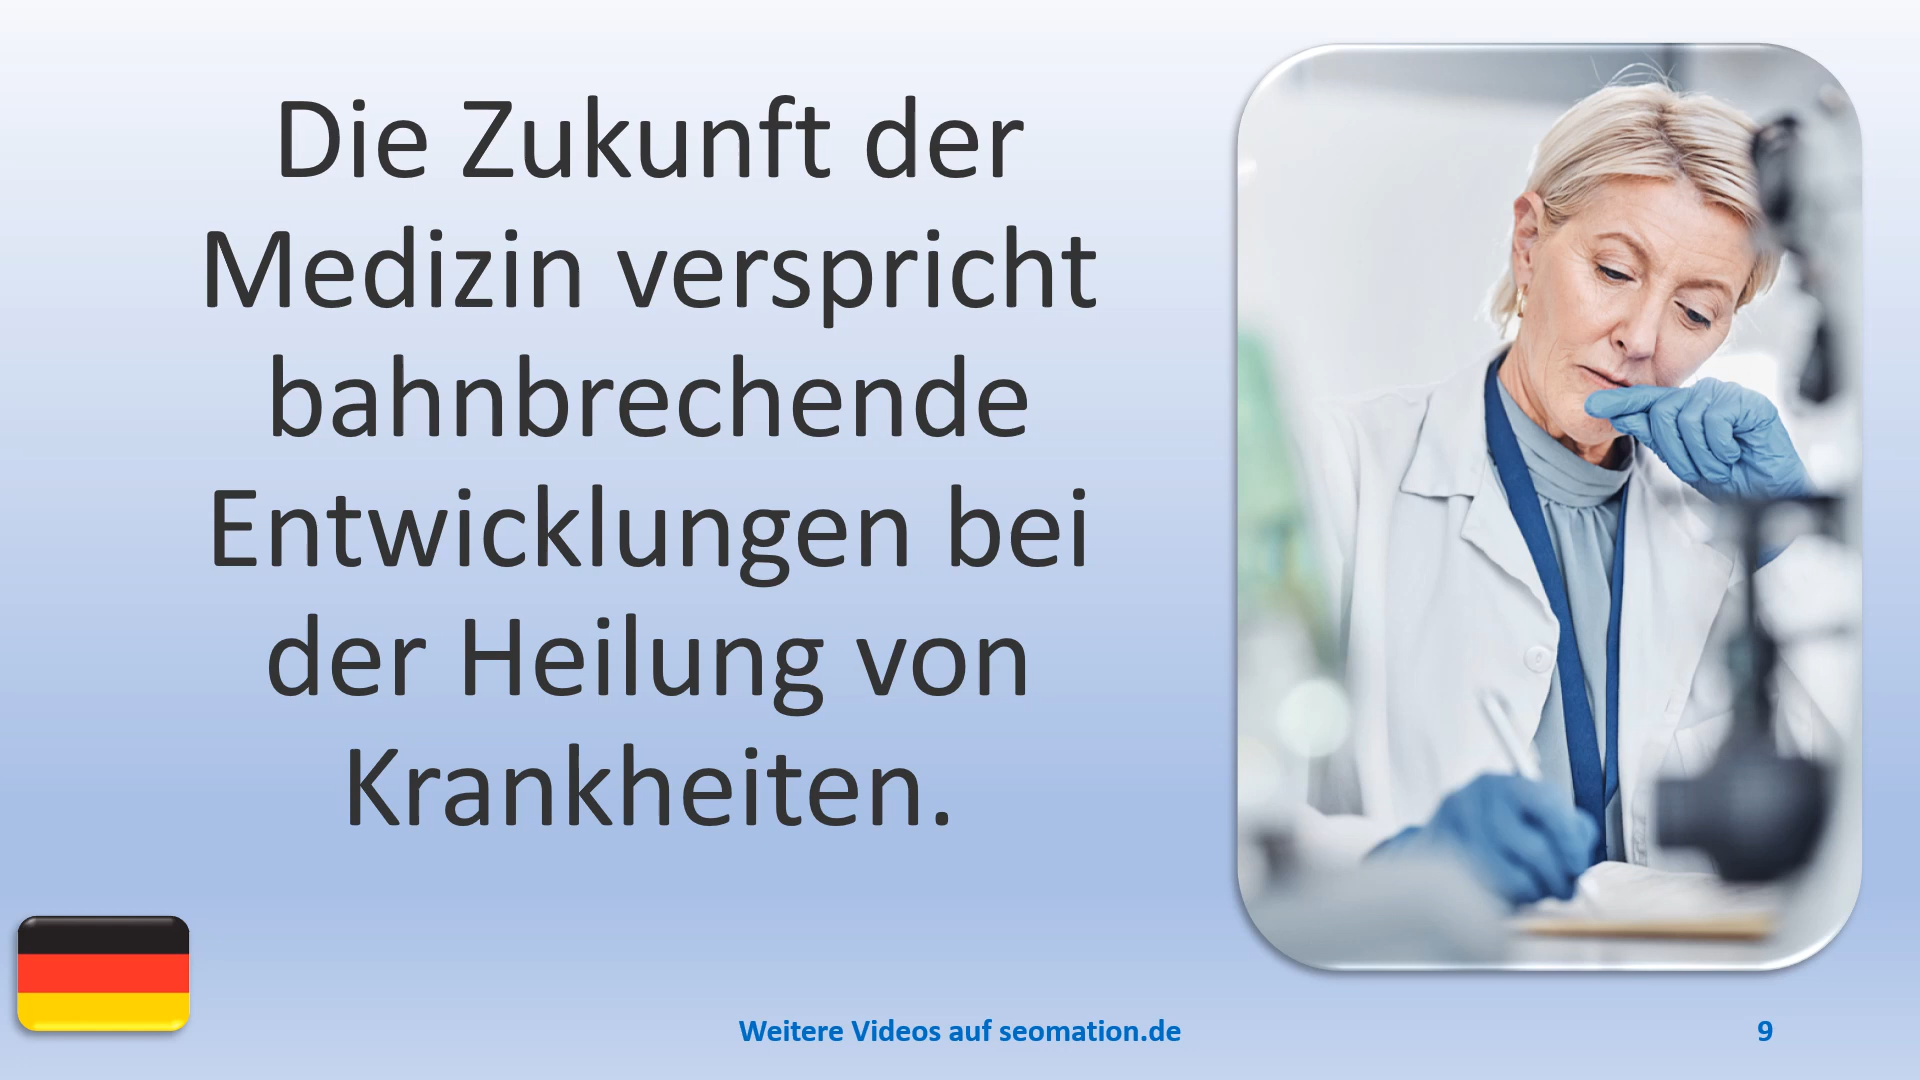 Die Zukunft der
Medizin verspricht
bahnbrechende
Entwicklungen bei
der Heilung von
Krankheiten.
Weitere Videos auf seomation.de
9